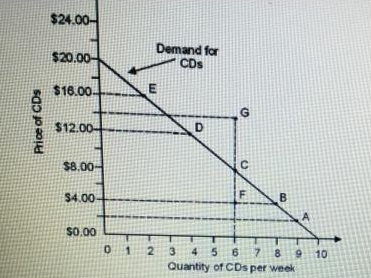 $24.00
$20.00
Demand for
CDs
$16.00
E
G
$12.00
D
Price of CDs
$8.00
C
$4.00
F
B
A
$0.00
0 1 2 3 4 5 6 7 8 9 10
Quantity of CDs per week